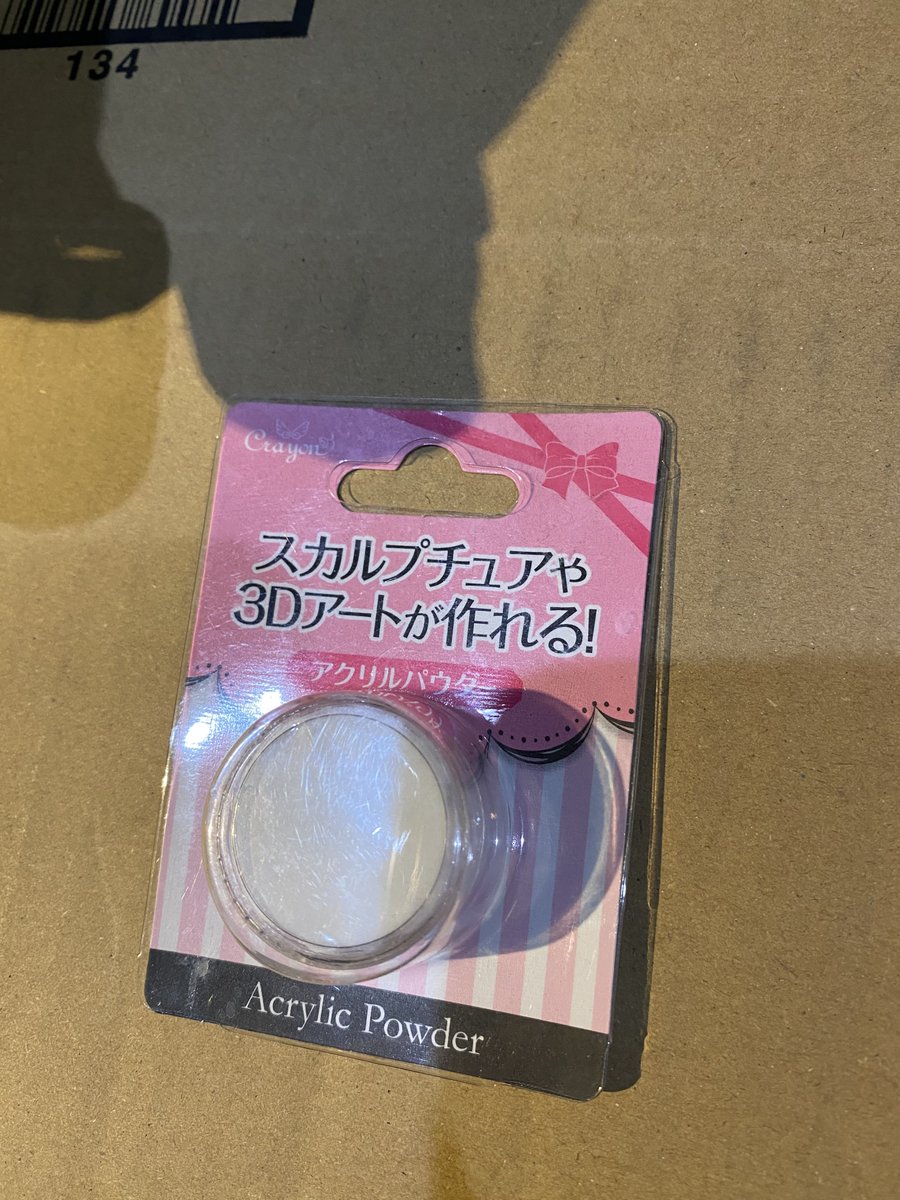 134
Crayon
スカルプチュアや
3Dアートが作れる!
アクリルパウダー
Acrylic Powder